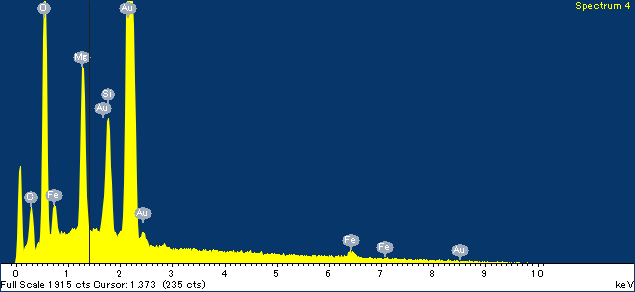 Spectrum 4
O Au
Mg
Si
Au
O Fe
Au
Fe Fe Au
0 1 2 3 4 5 6 7 8 9 10
Full Scale 1915 cts Cursor: 1.373 (235 cts) keV